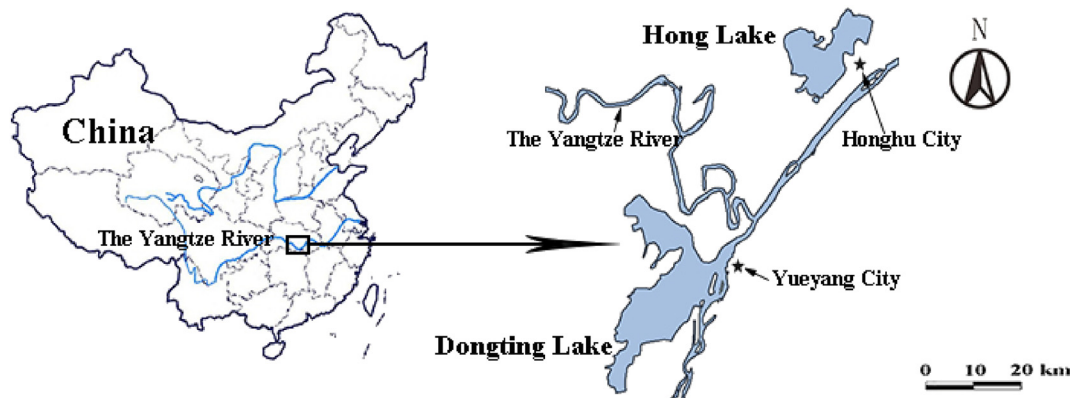 China
The Yangtze River
Hong Lake
N
The Yangtze River
Honghu City
Yueyang City
Dongting Lake
0 10 20 km